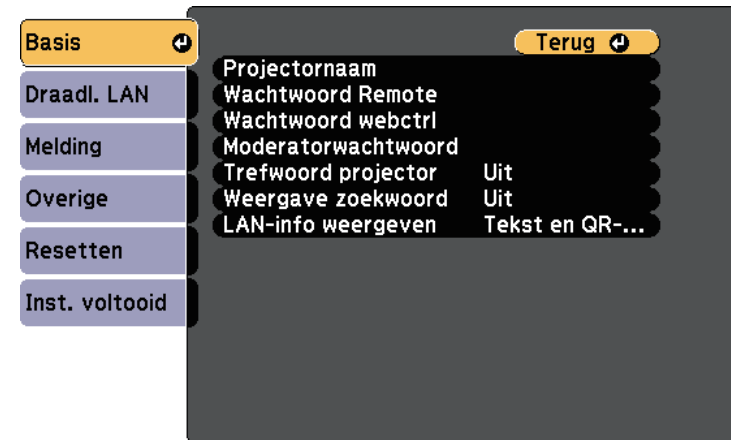 Basis
Draadl. LAN
Melding
Overige
Resetten
Inst. voltooid
Terug
Projectornaam
Wachtwoord Remote
Wachtwoord webctrl
Moderatorwachtwoord
Trefwoord projector Uit
Weergave zoekwoord Uit
LAN-info weergeven Tekst en QR-...